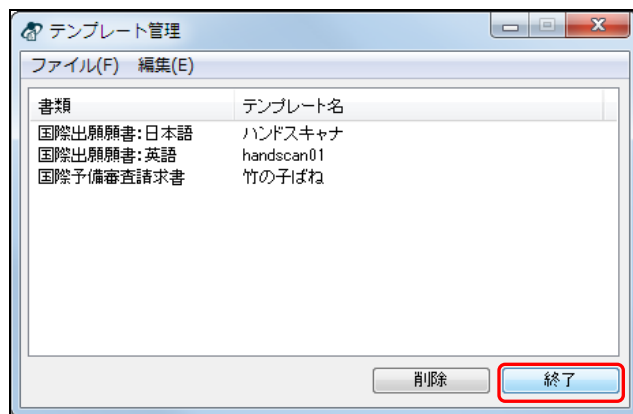 テンプレート管理
ファイル(F) 編集(E)
書類 テンプレート名
国際出願願書:日本語 ハンドスキャナ
国際出願願書:英語 handscan01
国際予備審査請求書 竹の子ばね
削除 終了